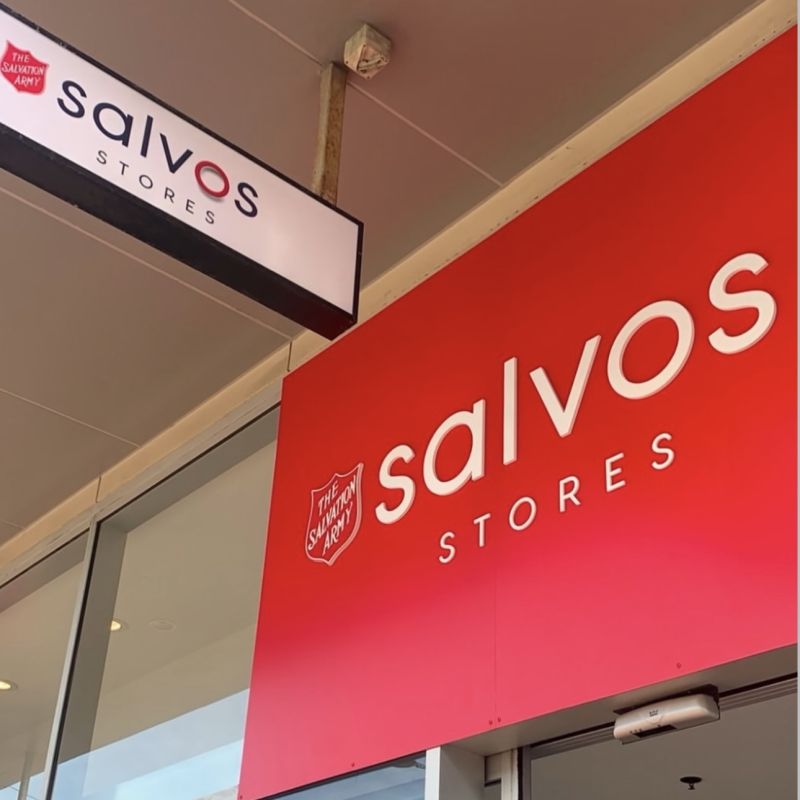 THE
SALVATION
ARMY
salvos
STORES
THE
SALVATION
ARMY
salvos
STORES